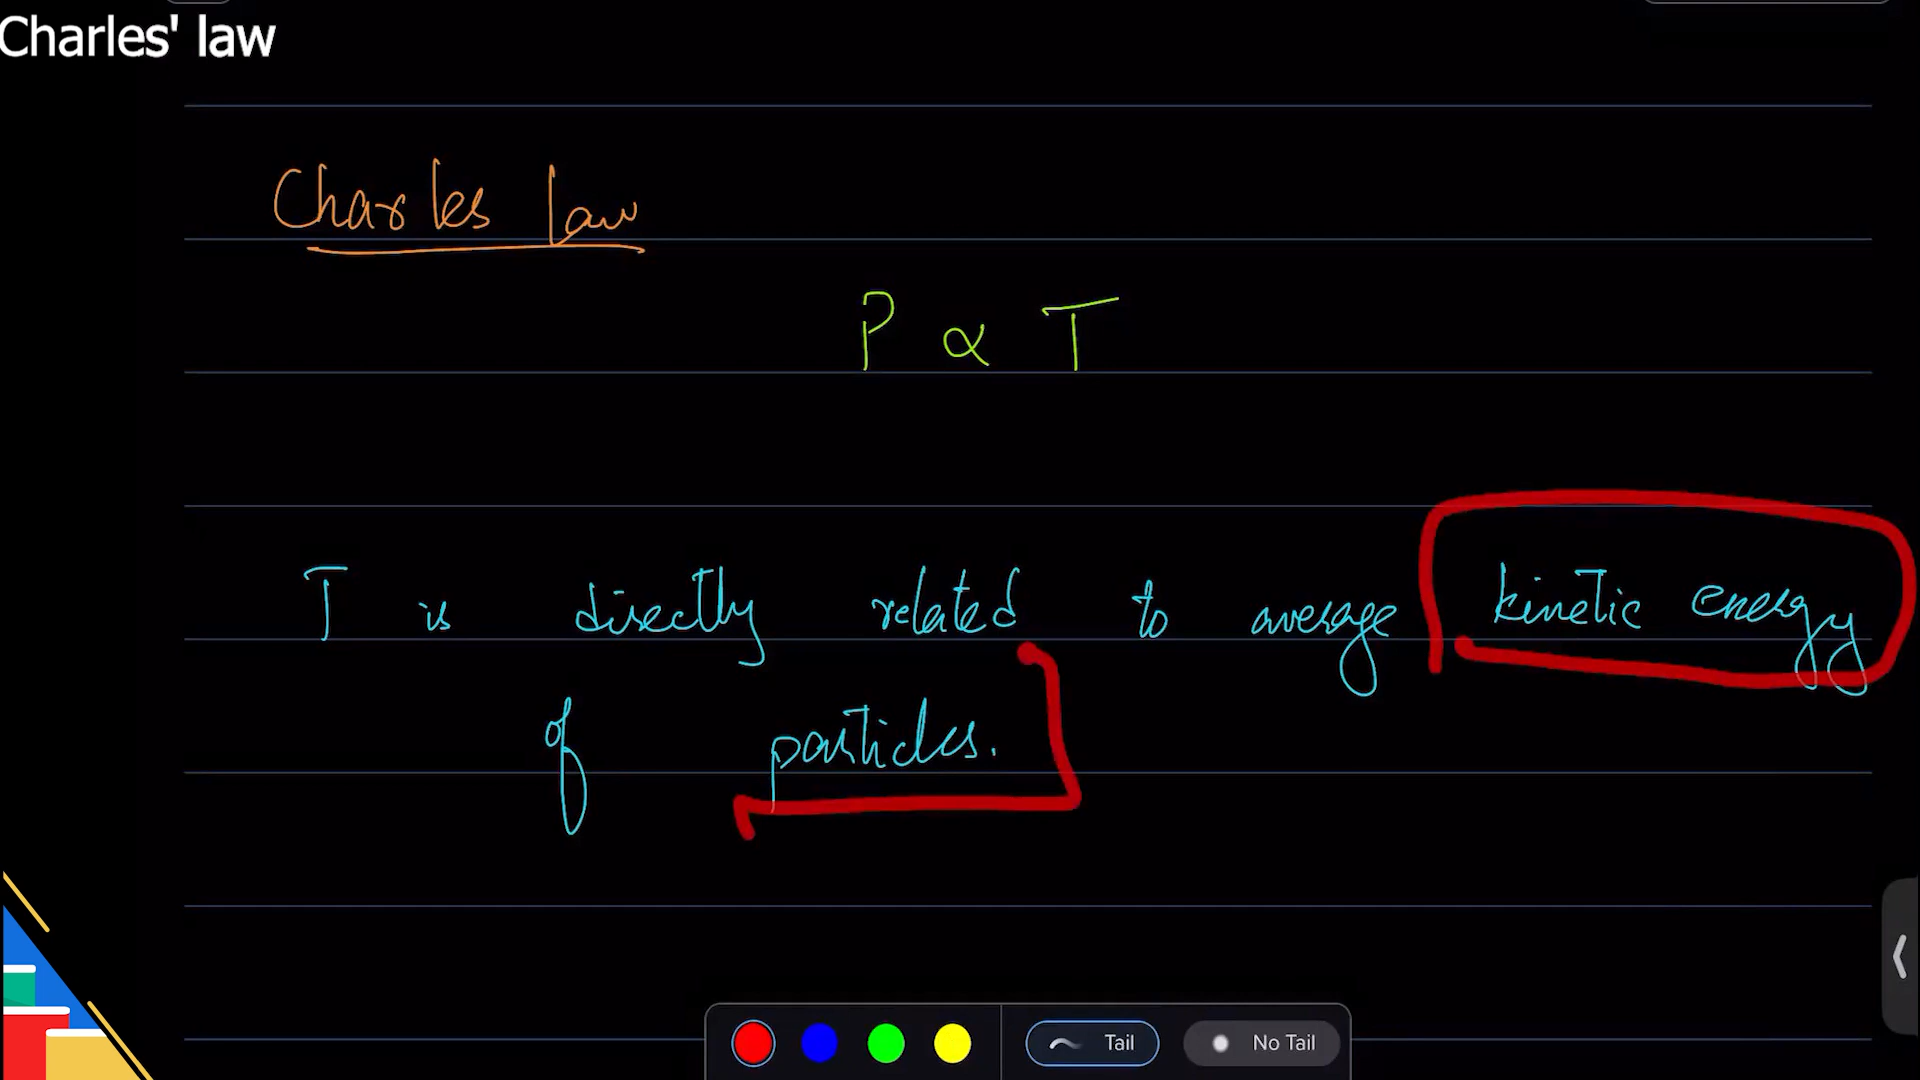 Charles' law
Charles law
P ∝ T
T is directly related to average kinetic energy
of particles.
Tail No Tail